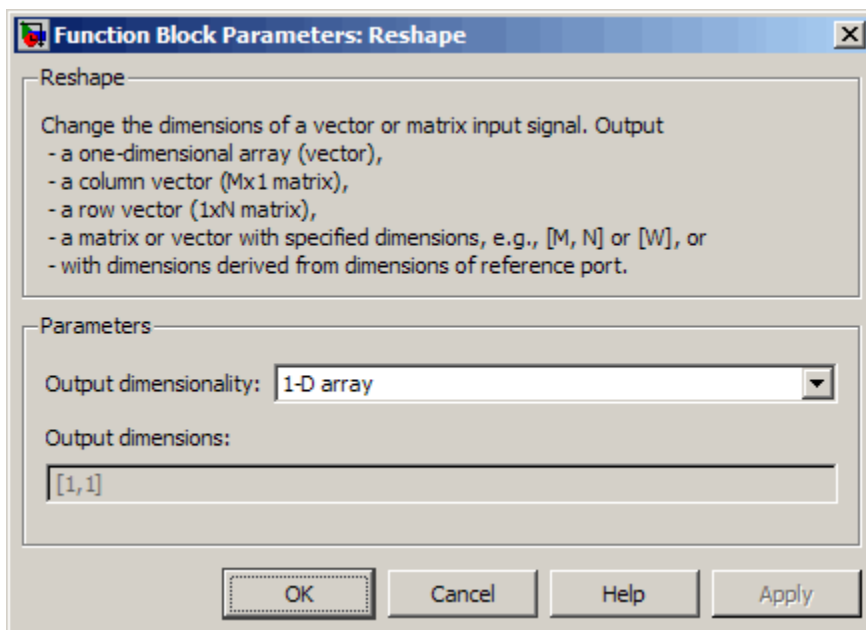 Function Block Parameters: Reshape
Reshape
Change the dimensions of a vector or matrix input signal. Output
- a one-dimensional array (vector),
- a column vector (Mx1 matrix),
- a row vector (1xN matrix),
- a matrix or vector with specified dimensions, e.g., [M, N] or [W], or
- with dimensions derived from dimensions of reference port.
Parameters
Output dimensionality: 1-D array
Output dimensions:
[1,1]
OK Cancel Help Apply